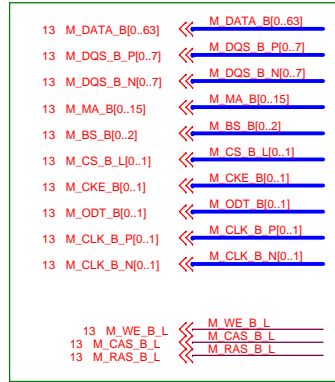 13 M_DATA_B[0..63] M_DATA_B[0..63]
13 M_DQS_B_P[0..7] M_DQS_B_P[0..7]
13 M_DQS_B_N[0..7] M_DQS_B_N[0..7]
13 M_MA_B[0..15] M_MA_B[0..15]
13 M_BS_B[0..2] M_BS_B[0..2]
13 M_CS_B_L[0..1] M_CS_B_L[0..1]
13 M_CKE_B[0..1] M_CKE_B[0..1]
13 M_ODT_B[0..1] M_ODT_B[0..1]
13 M_CLK_B_P[0..1] M_CLK_B_P[0..1]
13 M_CLK_B_N[0..1] M_CLK_B_N[0..1]
13 M_WE_B_L M_WE_B_L
13 M_CAS_B_L M_CAS_B_L
13 M_RAS_B_L M_RAS_B_L